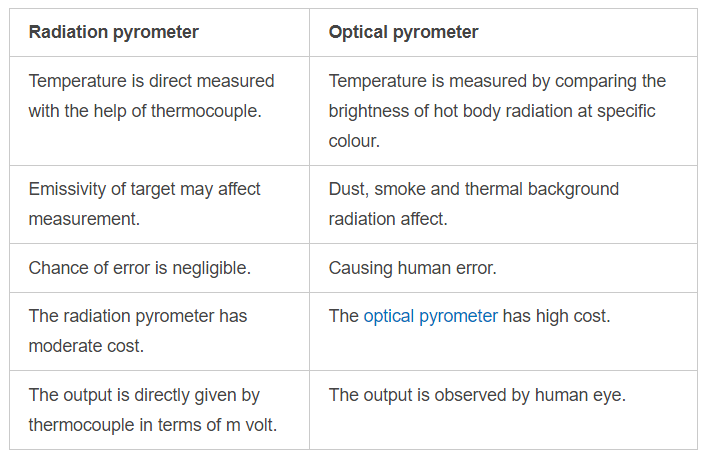 Radiation pyrometer
Optical pyrometer
Temperature is direct measured
with the help of thermocouple.
Temperature is measured by comparing the
brightness of hot body radiation at specific
colour.
Emissivity of target may affect
measurement.
Dust, smoke and thermal background
radiation affect.
Chance of error is negligible.
Causing human error.
The radiation pyrometer has
moderate cost.
The optical pyrometer has high cost.
The output is directly given by
thermocouple in terms of m volt.
The output is observed by human eye.